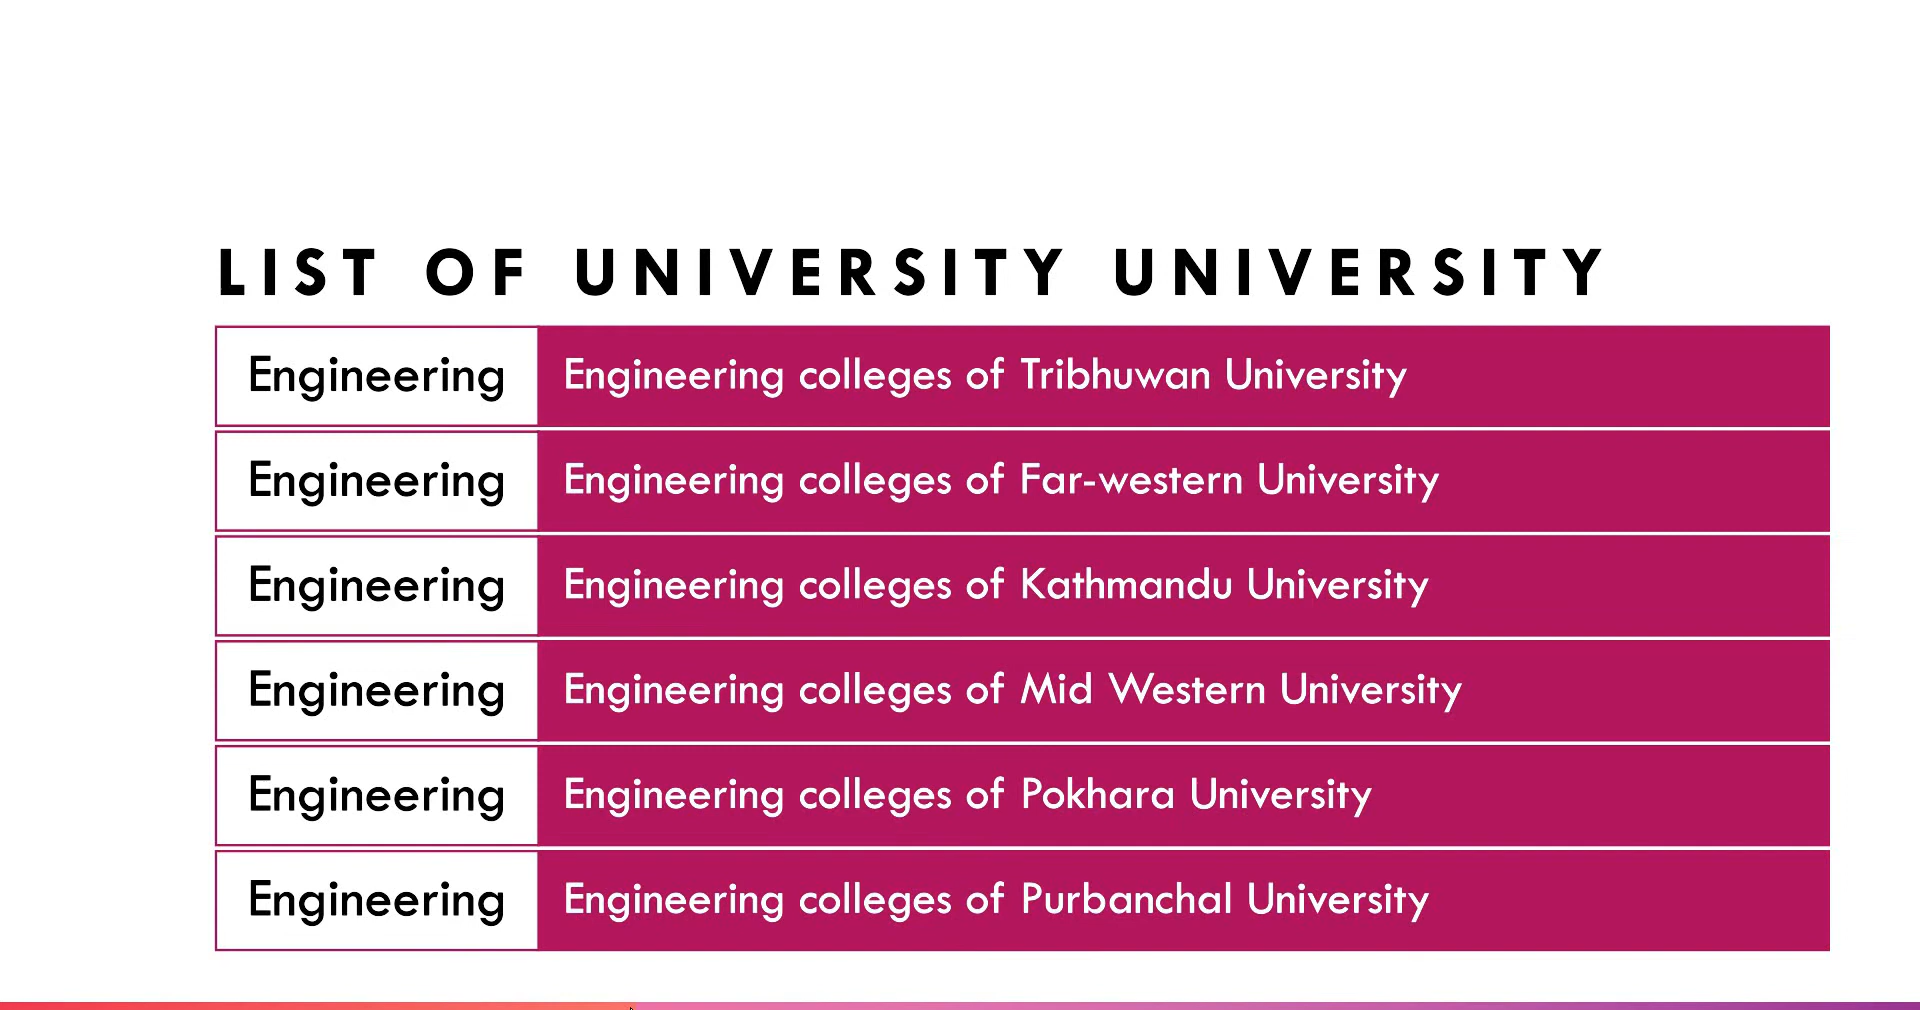 LIST OF UNIVERSITY UNIVERSITY
Engineering Engineering colleges of Tribhuwan University
Engineering Engineering colleges of Far-western University
Engineering Engineering colleges of Kathmandu University
Engineering Engineering colleges of Mid Western University
Engineering Engineering colleges of Pokhara University
Engineering Engineering colleges of Purbanchal University